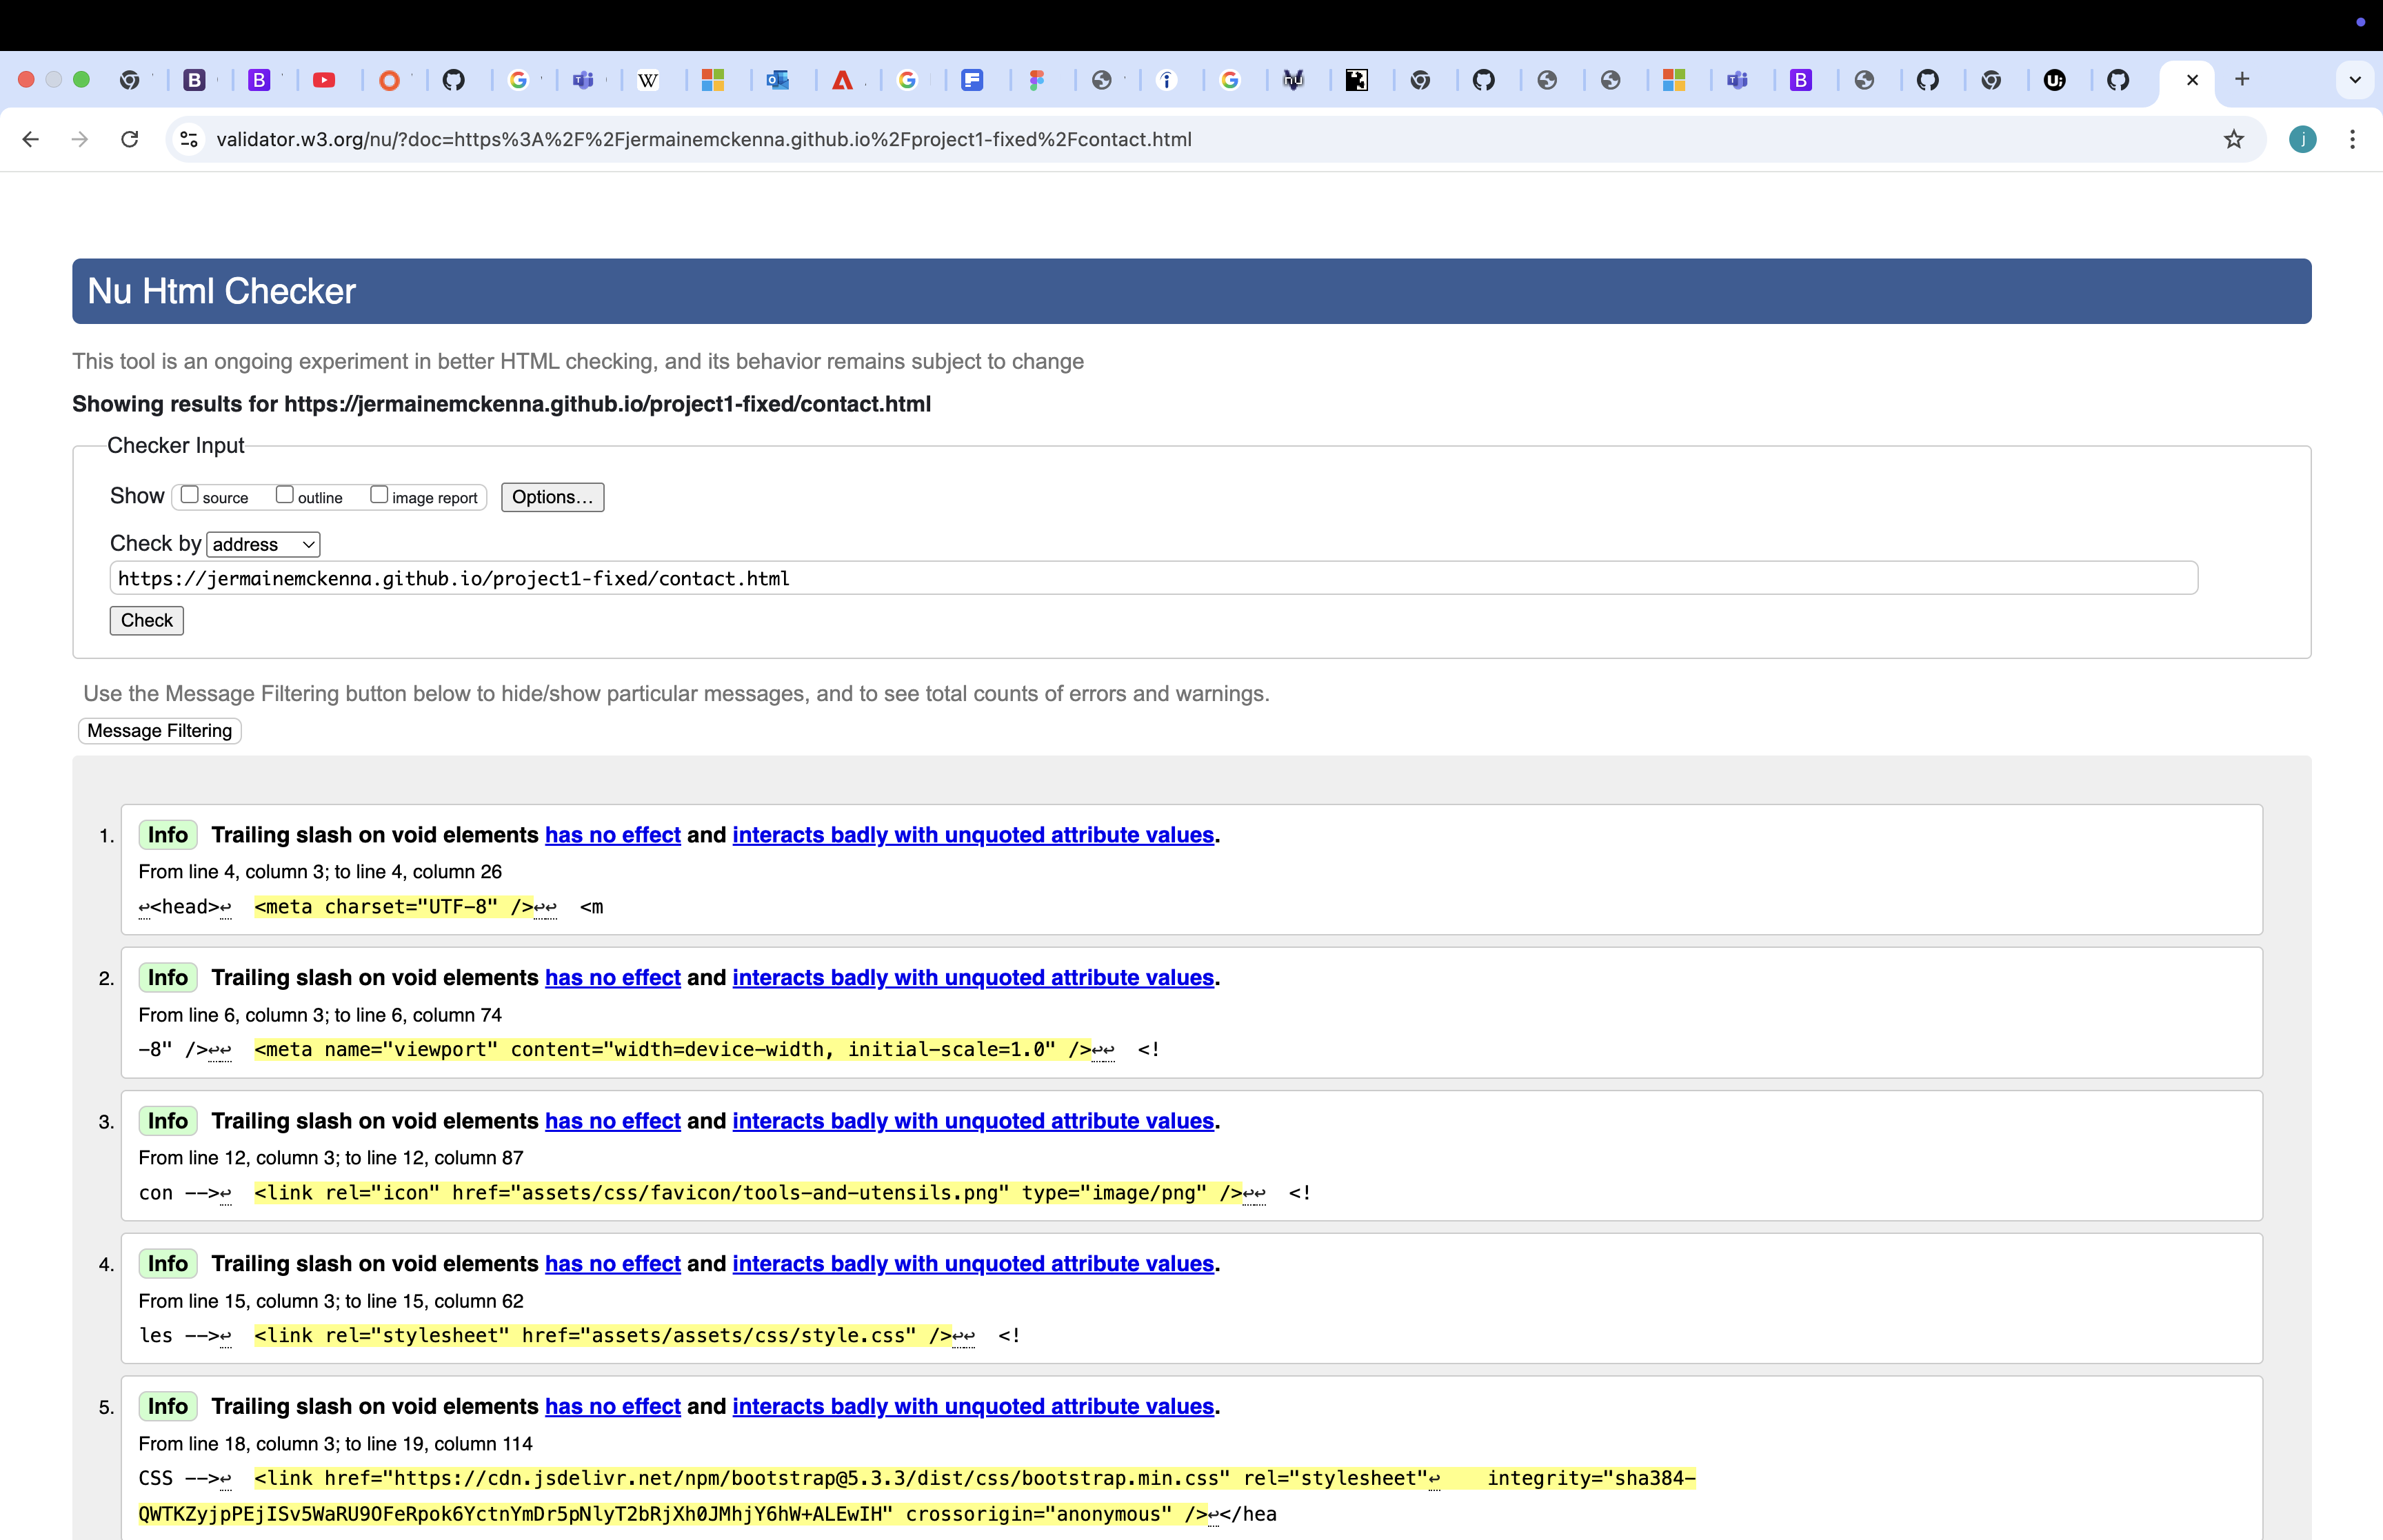 validator.w3.org/nu/?doc=https%3A%2F%2Fjermainemckenna.github.io%2Fproject1-fixed%2Fcontact.html
j
Nu Html Checker
This tool is an ongoing experiment in better HTML checking, and its behavior remains subject to change
Showing results for https://jermainemckenna.github.io/project1-fixed/contact.html
Checker Input
Show source outline image report Options...
Check by address
https://jermainemckenna.github.io/project1-fixed/contact.html
Check
Use the Message Filtering button below to hide/show particular messages, and to see total counts of errors and warnings.
Message Filtering
1. Info Trailing slash on void elements has no effect and interacts badly with unquoted attribute values.
From line 4, column 3; to line 4, column 26
↩<head>↩ <meta charset="UTF-8" />↩↩ <m
2. Info Trailing slash on void elements has no effect and interacts badly with unquoted attribute values.
From line 6, column 3; to line 6, column 74
-8" />↩↩ <meta name="viewport" content="width=device-width, initial-scale=1.0" />↩↩ <!
3. Info Trailing slash on void elements has no effect and interacts badly with unquoted attribute values.
From line 12, column 3; to line 12, column 87
con -->↩ <link rel="icon" href="assets/css/favicon/tools-and-utensils.png" type="image/png" />↩↩ <!
4. Info Trailing slash on void elements has no effect and interacts badly with unquoted attribute values.
From line 15, column 3; to line 15, column 62
les -->↩ <link rel="stylesheet" href="assets/assets/css/style.css" />↩↩ <!
5. Info Trailing slash on void elements has no effect and interacts badly with unquoted attribute values.
From line 18, column 3; to line 19, column 114
CSS -->↩ <link href="https://cdn.jsdelivr.net/npm/bootstrap@5.3.3/dist/css/bootstrap.min.css" rel="stylesheet"↩ integrity="sha384-
QWTKZyjpPEjISv5WaRU9OFeRpok6YctnYmDr5pNlyT2bRjXh0JMhjY6hW+ALEwIH" crossorigin="anonymous" />↩</hea